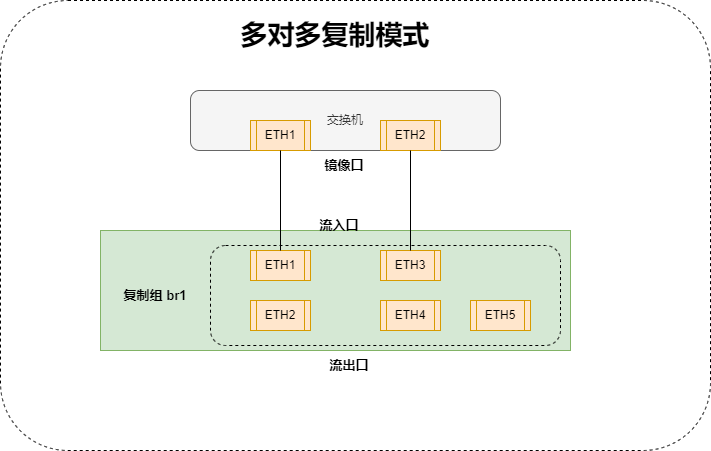 多对多复制模式
交换机
ETH1
ETH2
镜像口
流入口
ETH1
ETH3
复制组 br1
ETH2
ETH4
ETH5
流出口